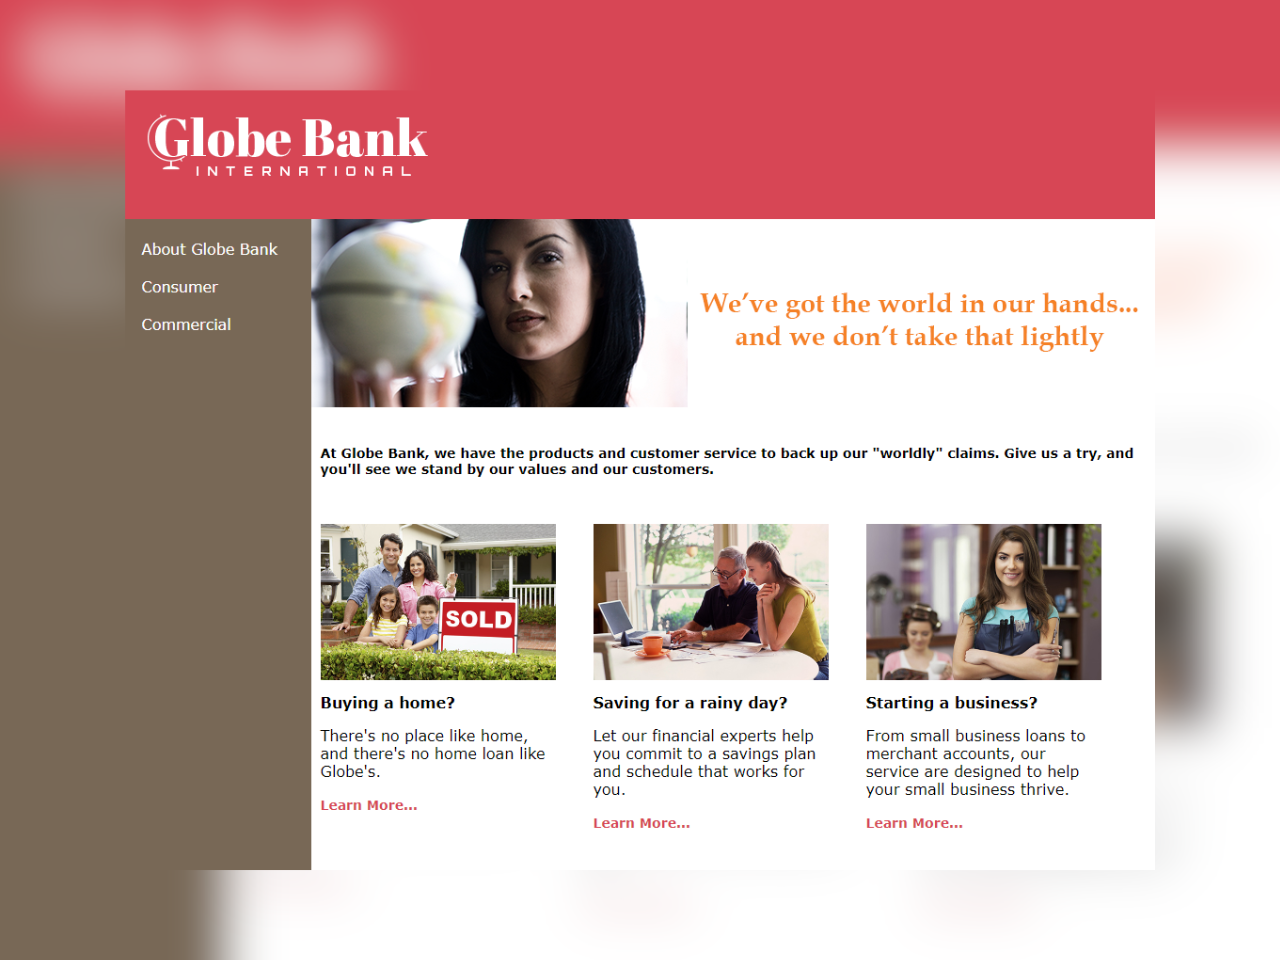 Globe Bank
INTERNATIONAL
About Globe Bank
Consumer
Commercial
We’ve got the world in our hands...
and we don’t take that lightly
At Globe Bank, we have the products and customer service to back up our "worldly" claims. Give us a try, and
you'll see we stand by our values and our customers.
SOLD
Buying a home?
There's no place like home,
and there's no home loan like
Globe's.
Learn More...
Saving for a rainy day?
Let our financial experts help
you commit to a savings plan
and schedule that works for
you.
Learn More...
Starting a business?
From small business loans to
merchant accounts, our
service are designed to help
your small business thrive.
Learn More...